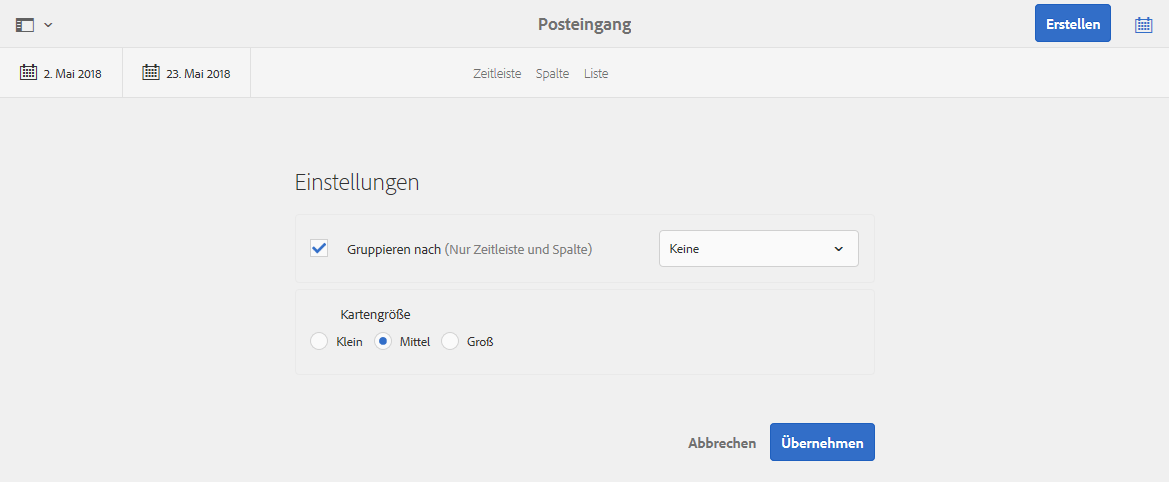 Posteingang
Erstellen
2. Mai 2018
23. Mai 2018
Zeitleiste Spalte Liste
Einstellungen
Gruppieren nach (Nur Zeitleiste und Spalte)
Keine
Kartengröße
Klein Mittel Groß
Abbrechen Übernehmen